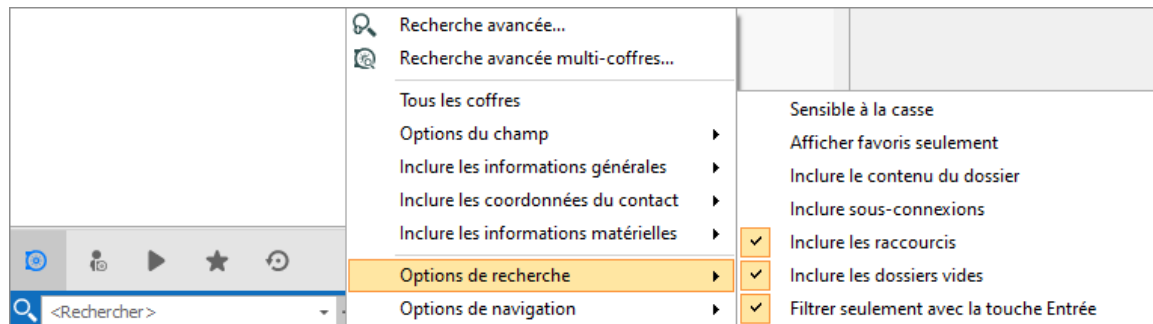 Recherche avancée...
Recherche avancée multi-coffres...
Tous les coffres
Options du champ
Inclure les informations générales
Inclure les coordonnées du contact
Inclure les informations matérielles
Options de recherche
Options de navigation
Sensible à la casse
Afficher favoris seulement
Inclure le contenu du dossier
Inclure sous-connexions
Inclure les raccourcis
Inclure les dossiers vides
Filtrer seulement avec la touche Entrée
<Rechercher>